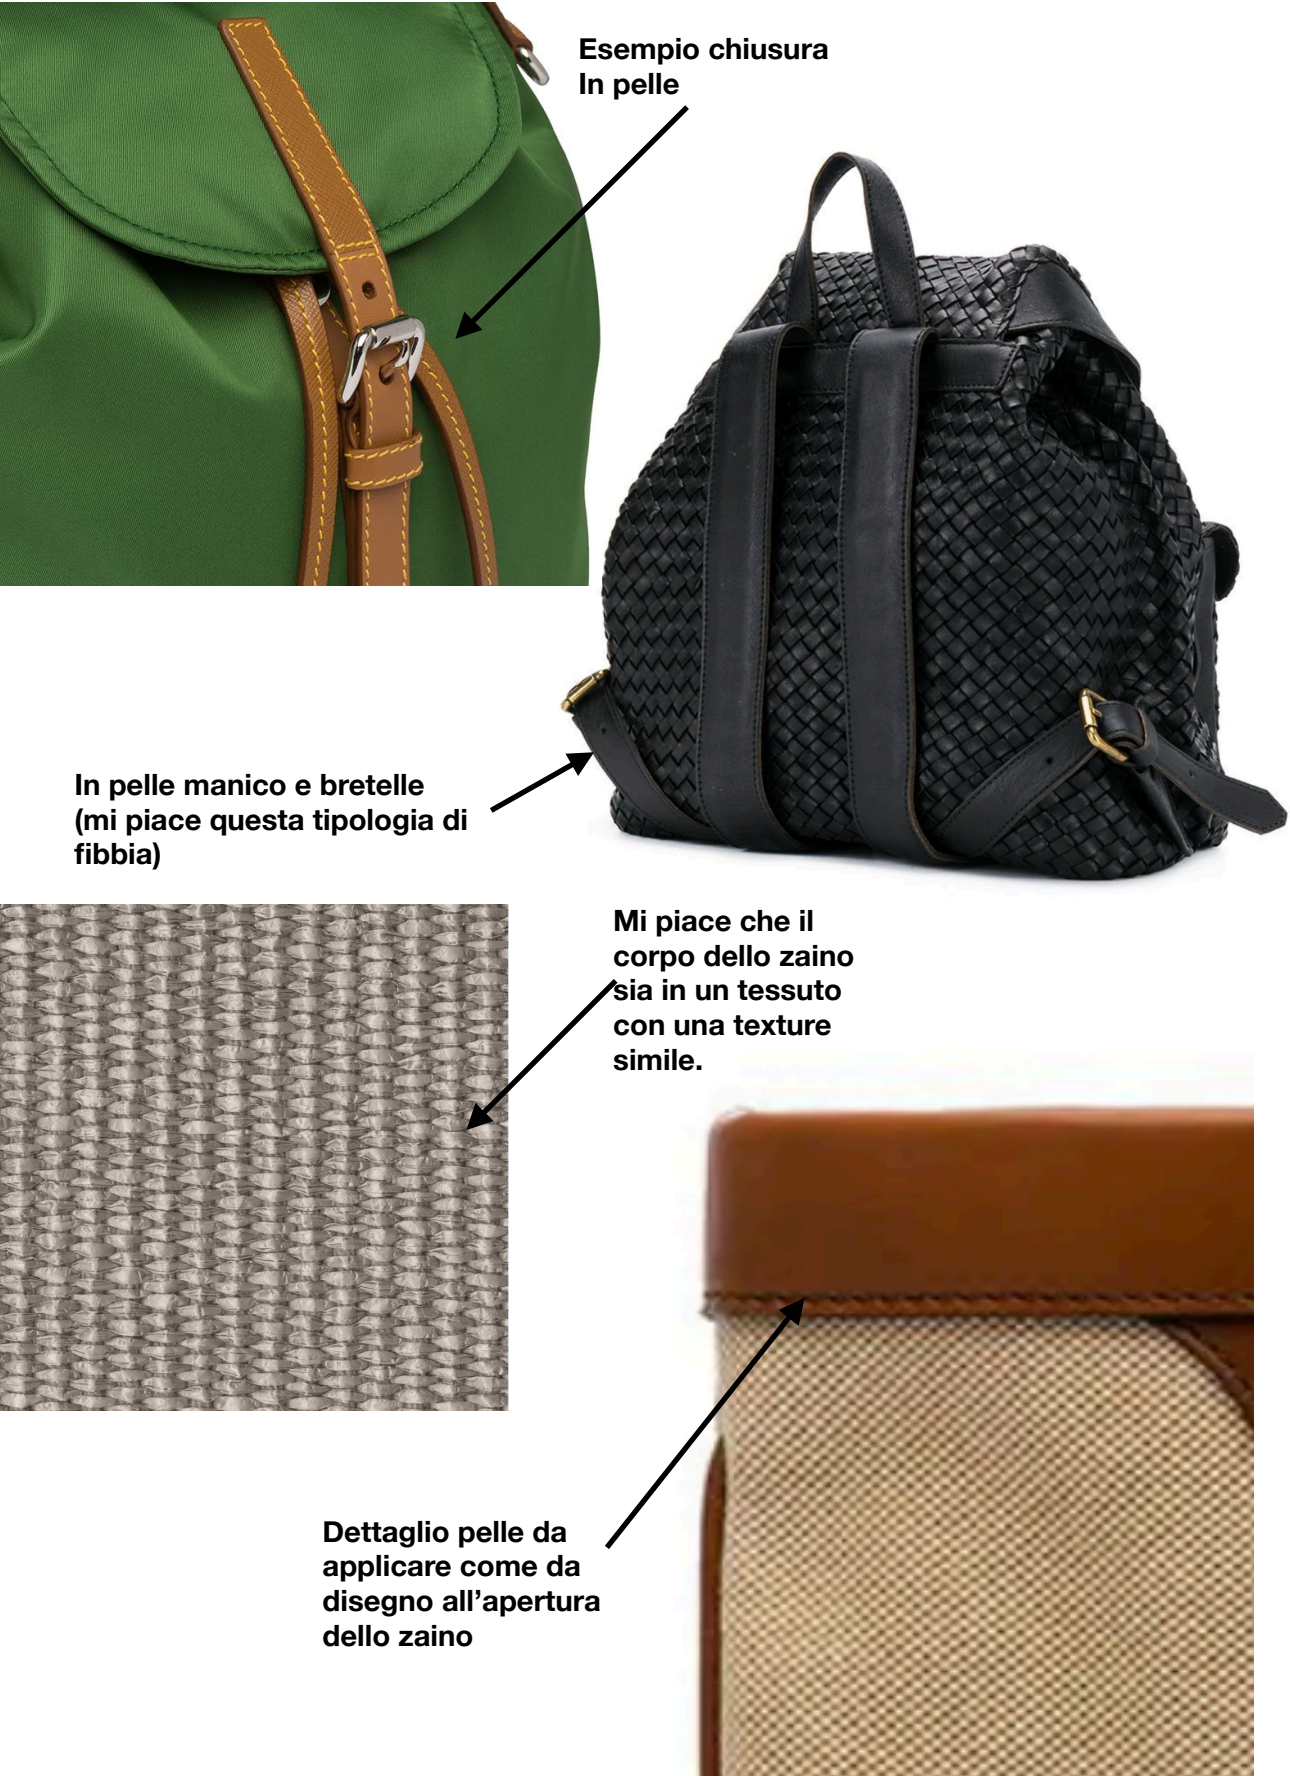 Esempio chiusura
In pelle
In pelle manico e bretelle
(mi piace questa tipologia di
fibbia)
Mi piace che il
corpo dello zaino
sia in un tessuto
con una texture
simile.
Dettaglio pelle da
applicare come da
disegno all’apertura
dello zaino